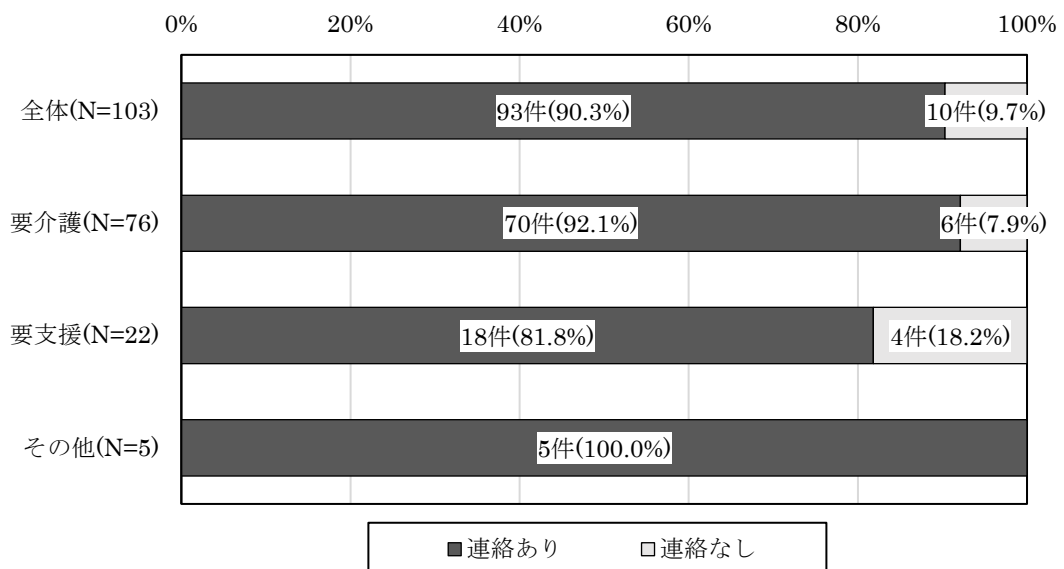 0% 20% 40% 60% 80% 100%
全体(N=103) 93件(90.3%) 10件(9.7%)
要介護(N=76) 70件(92.1%) 6件(7.9%)
要支援(N=22) 18件(81.8%) 4件(18.2%)
その他(N=5) 5件(100.0%)
連絡あり 連絡なし